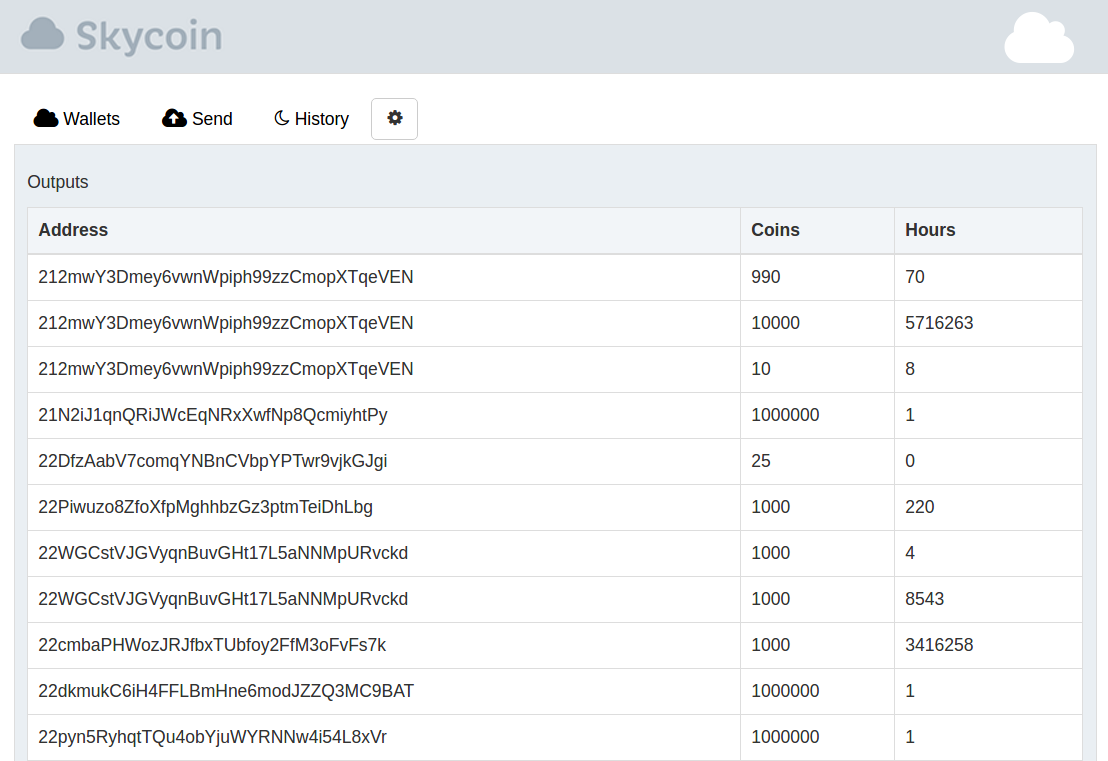 Skycoin
Wallets Send History
Outputs
Address Coins Hours
212mwY3Dmey6vwnWpiph99zzCmopXTqeVEN 990 70
212mwY3Dmey6vwnWpiph99zzCmopXTqeVEN 10000 5716263
212mwY3Dmey6vwnWpiph99zzCmopXTqeVEN 10 8
21N2iJ1qnQRiJWcEqNRxXwfNp8QcmiyhtPy 1000000 1
22DfzAabV7comqYNBnCVbpYPTwr9vjkGJgi 25 0
22Piwuzo8ZfoXfpMghhbzGz3ptmTeiDhLbg 1000 220
22WGCstVJGVyqnBuvGHt17L5aNNMpURvckd 1000 4
22WGCstVJGVyqnBuvGHt17L5aNNMpURvckd 1000 8543
22cmbaPHWozJRJfbxTUbfoy2FfM3oFvFs7k 1000 3416258
22dkmukC6iH4FFLBmHne6modJZZQ3MC9BAT 1000000 1
22pyn5RyhqtTQu4obYjuWYRNNw4i54L8xVr 1000000 1